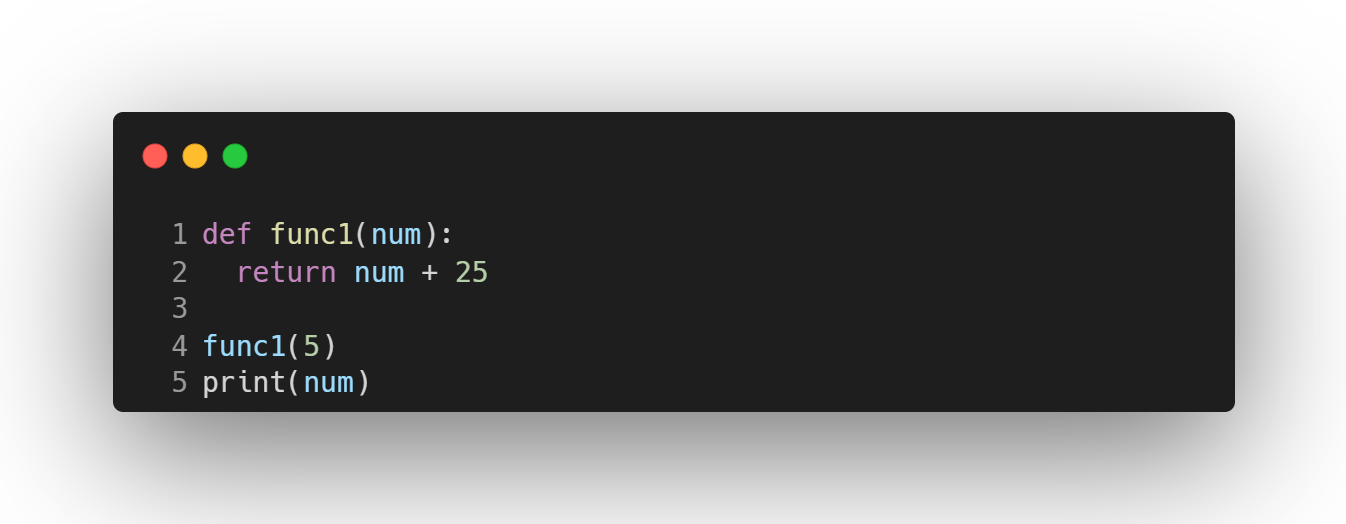 1 def func1(num):
2   return num + 25
3
4 func1(5)
5 print(num)